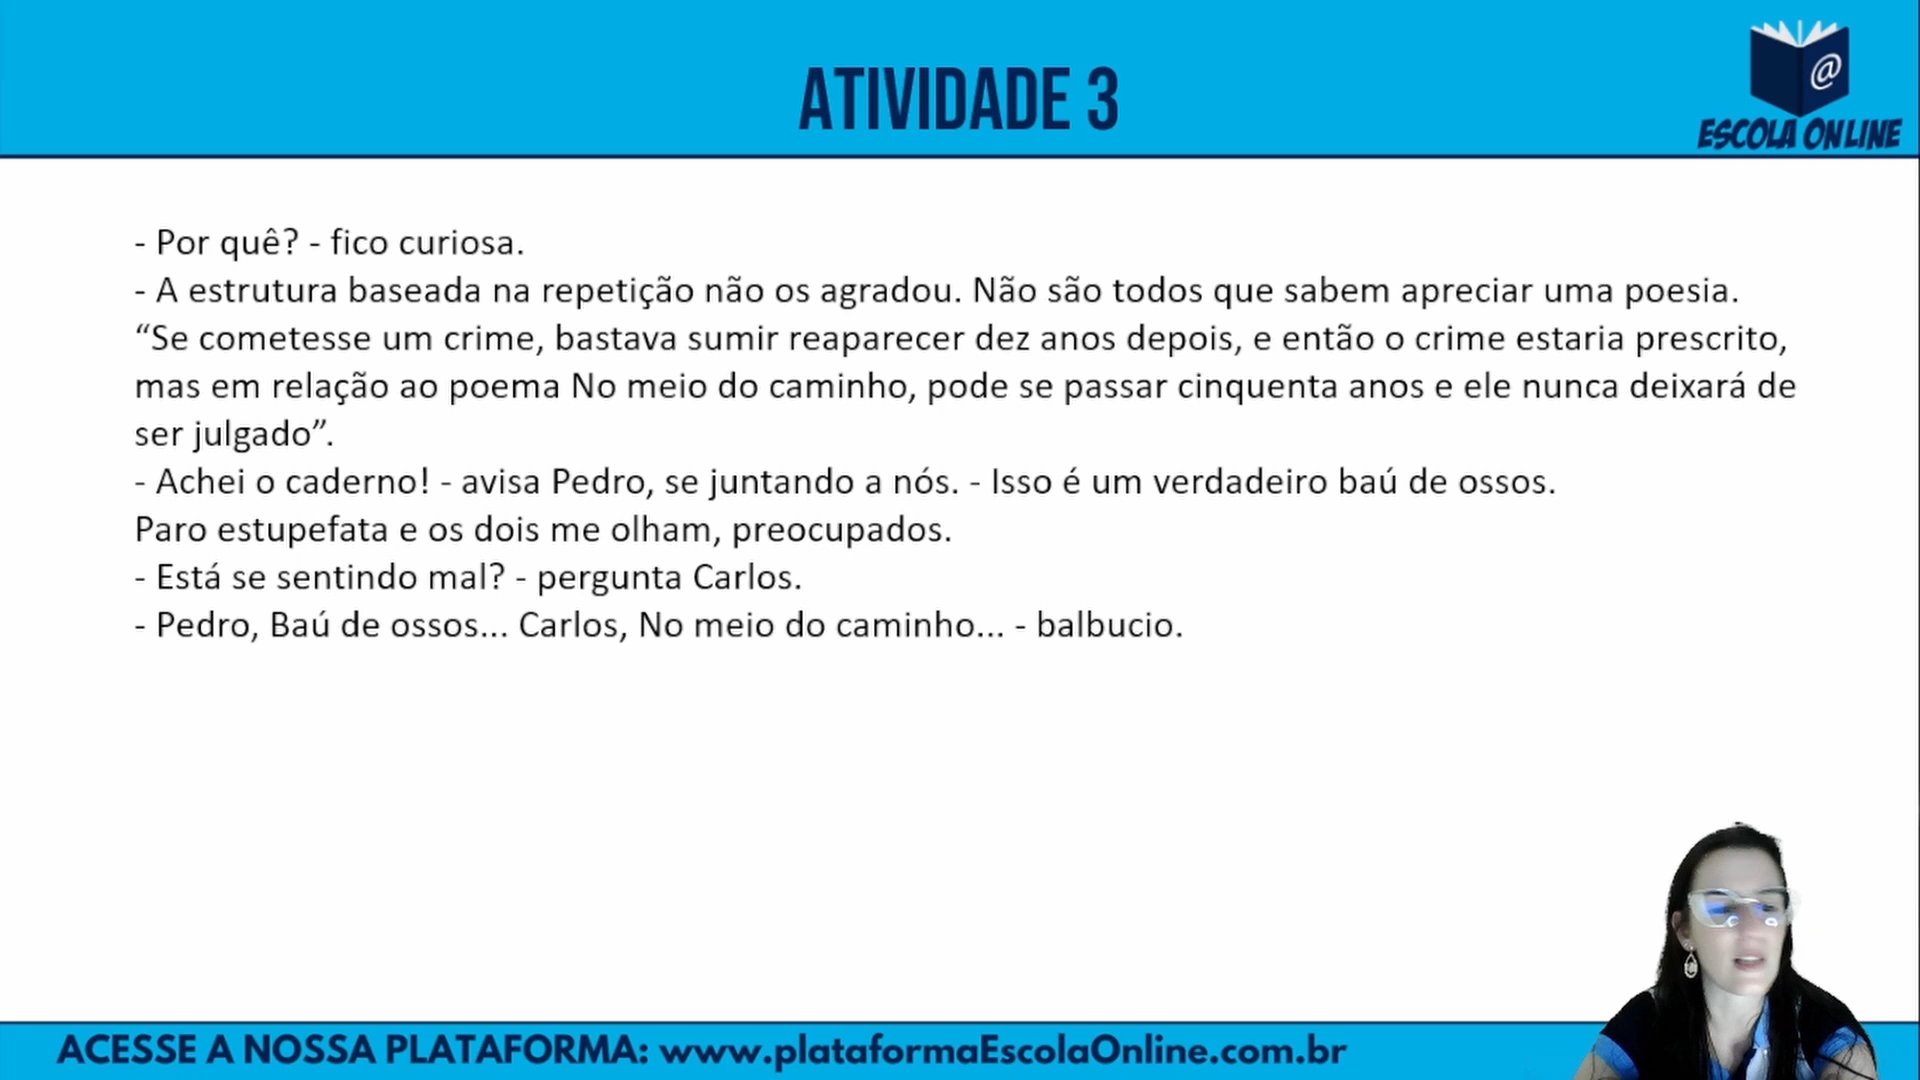 ATIVIDADE 3
@
ESCOLA ONLINE
- Por quê? - fico curiosa.
- A estrutura baseada na repetição não os agradou. Não são todos que sabem apreciar uma poesia.
“Se cometesse um crime, bastava sumir reaparecer dez anos depois, e então o crime estaria prescrito,
mas em relação ao poema No meio do caminho, pode se passar cinquenta anos e ele nunca deixará de
ser julgado”.
- Achei o caderno! - avisa Pedro, se juntando a nós. - Isso é um verdadeiro baú de ossos.
Paro estupefata e os dois me olham, preocupados.
- Está se sentindo mal? - pergunta Carlos.
- Pedro, Baú de ossos... Carlos, No meio do caminho... - balbucio.
ACESSE A NOSSA PLATAFORMA: www.plataformaEscolaOnline.com.br